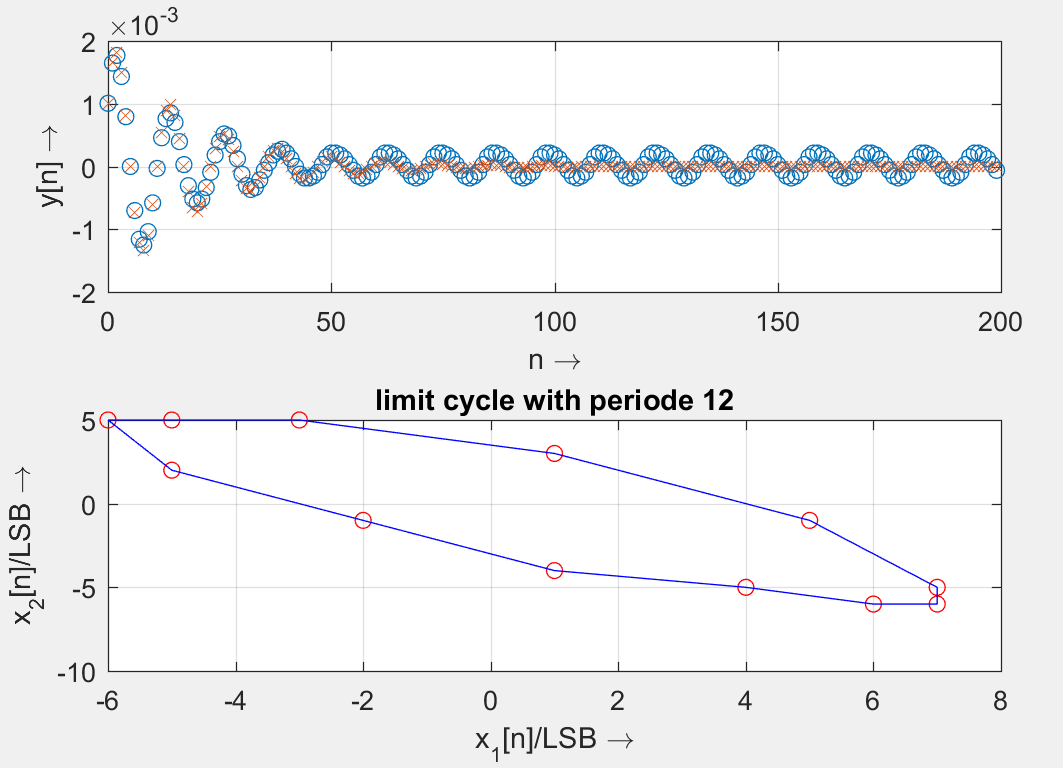 ×10⁻³
2
1
0
-1
-2
y[n] →
0 50 100 150 200
n →
limit cycle with periode 12
5
0
-5
-10
x₂[n]/LSB →
-6 -4 -2 0 2 4 6 8
x₁[n]/LSB →